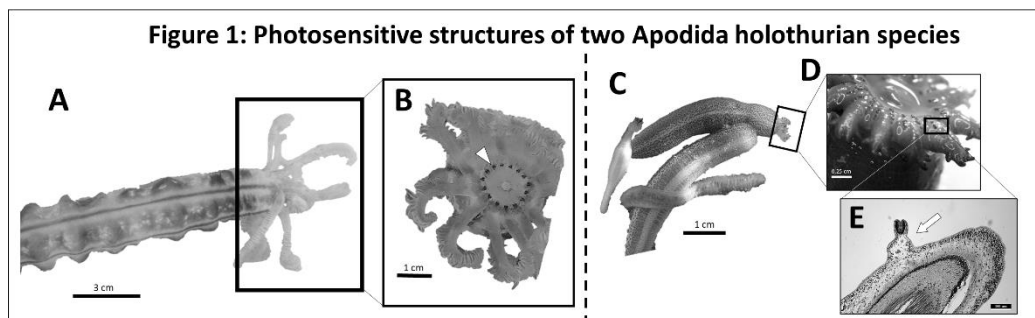 Figure 1: Photosensitive structures of two Apodida holothurian species
A
B
C
D
E
3 cm
1 cm
1 cm
0.25 cm